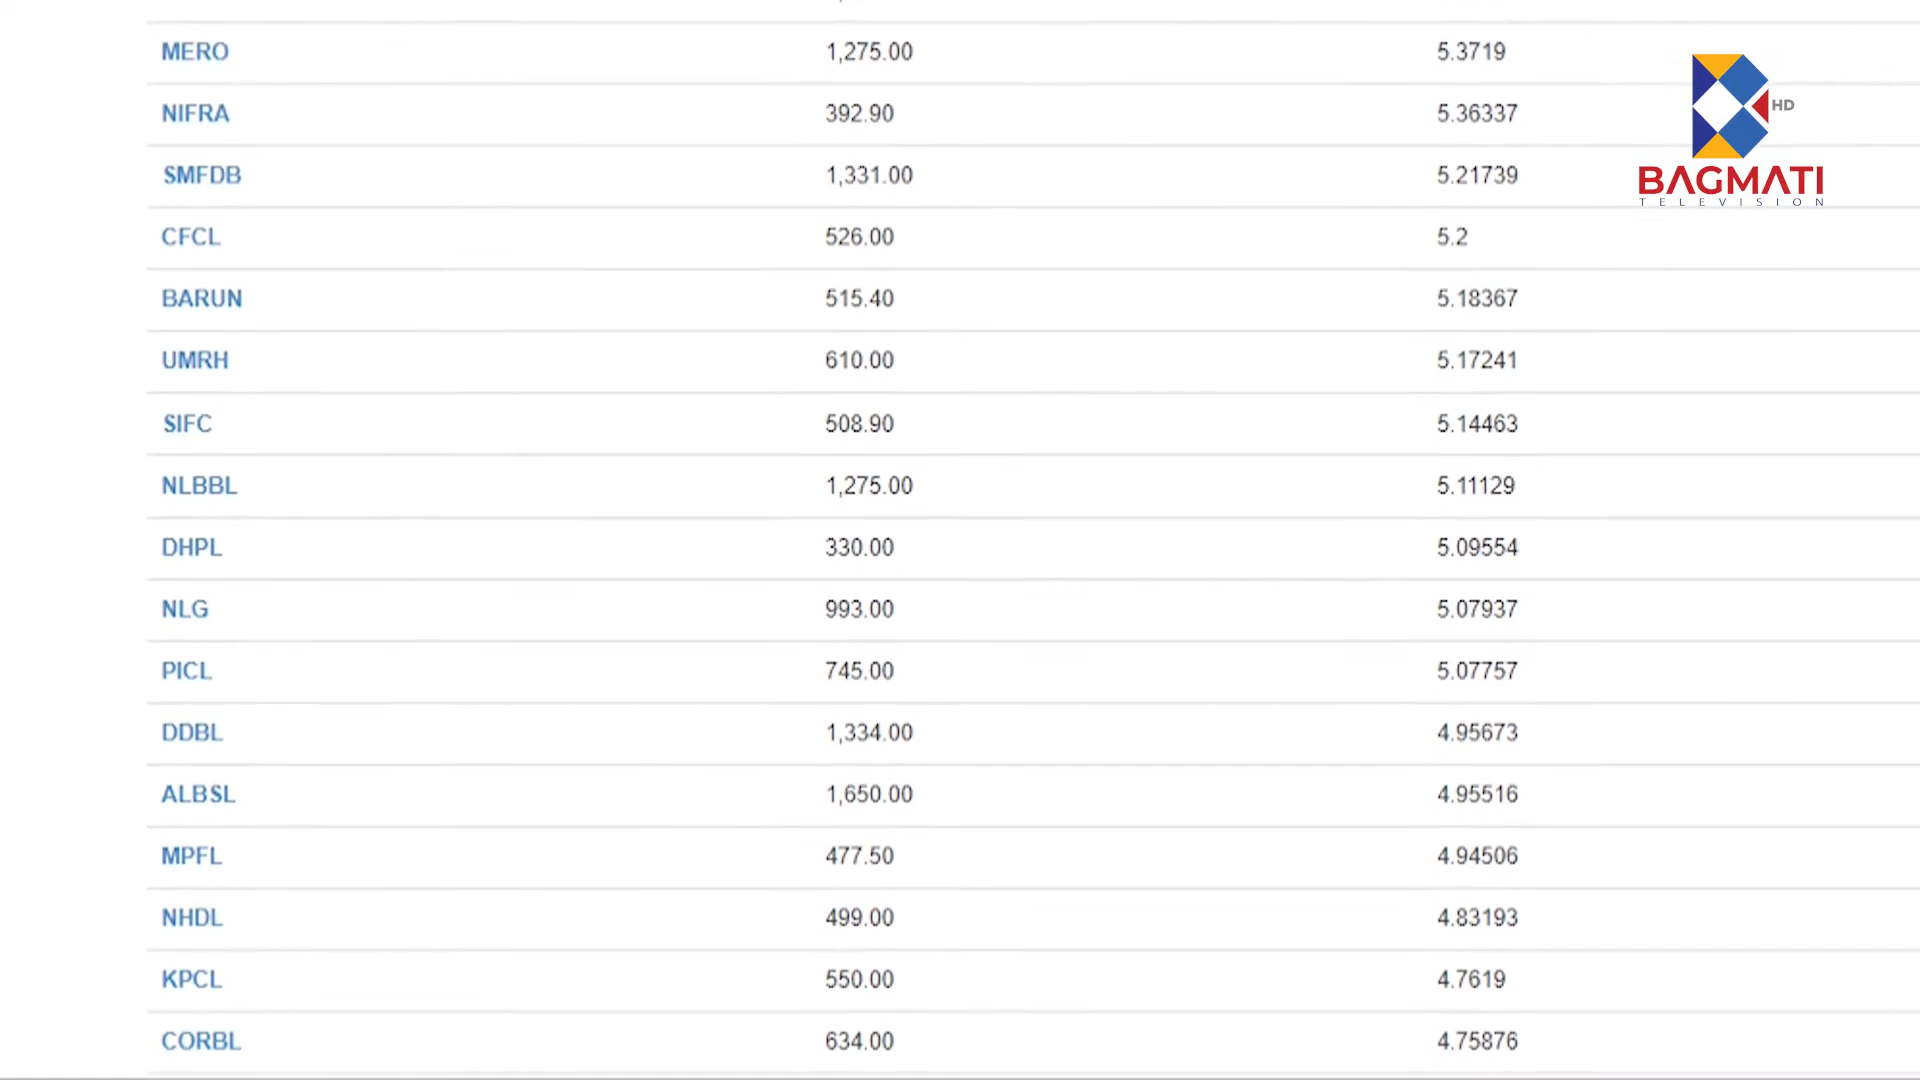 MERO 1,275.00 5.3719
NIFRA 392.90 5.36337
SMFDB 1,331.00 5.21739
CFCL 526.00 5.2
BARUN 515.40 5.18367
UMRH 610.00 5.17241
SIFC 508.90 5.14463
NLBBL 1,275.00 5.11129
DHPL 330.00 5.09554
NLG 993.00 5.07937
PICL 745.00 5.07757
DDBL 1,334.00 4.95673
ALBSL 1,650.00 4.95516
MPFL 477.50 4.94506
NHDL 499.00 4.83193
KPCL 550.00 4.7619
CORBL 634.00 4.75876
HD
BAGMATI
TELEVISION